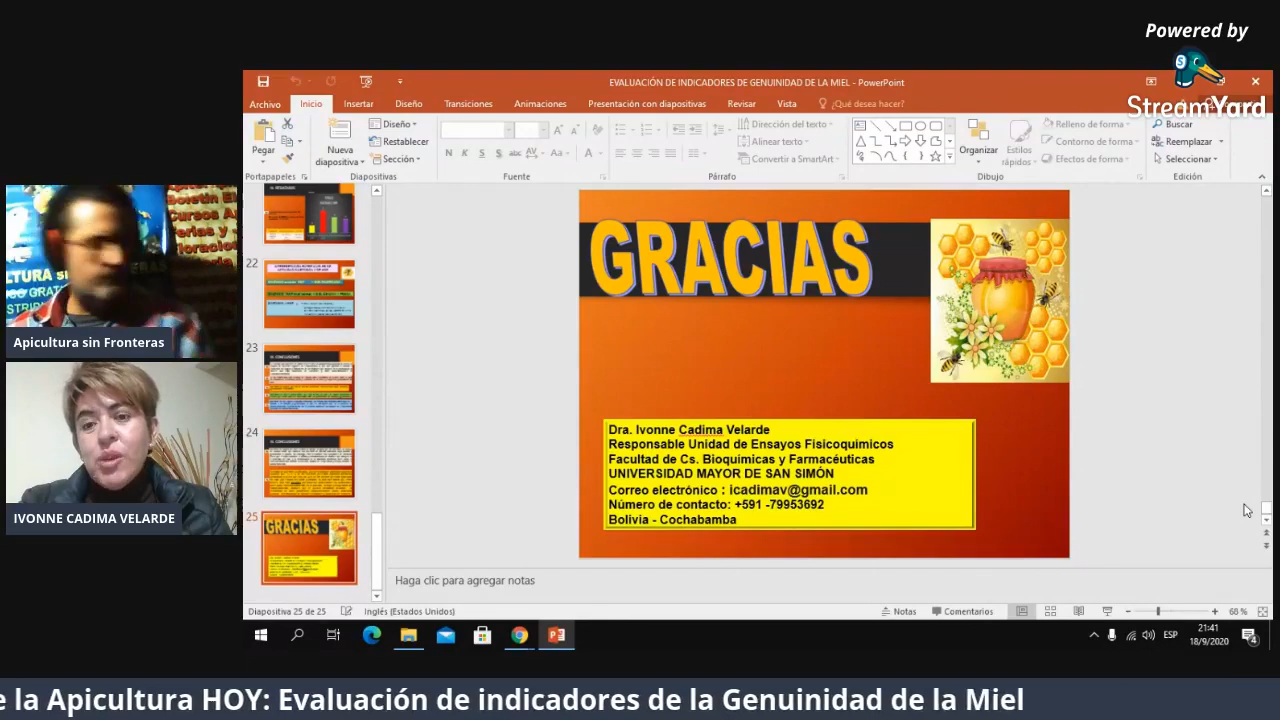 Powered by
StreamYard
EVALUACIÓN DE INDICADORES DE GENUINIDAD DE LA MIEL - PowerPoint
Archivo Inicio Insertar Diseño Transiciones Animaciones Presentación con diapositivas Revisar Vista ¿Qué desea hacer?
Pegar
Nueva diapositiva
Diseño
Restablecer
Sección
N K S S abc AV Aa A
Dirección del texto
Alinear texto
Convertir a SmartArt
Organizar
Estilos rápidos
Relleno de forma
Contorno de forma
Efectos de forma
Buscar
Reemplazar
Seleccionar
Portapapeles Diapositivas Fuente Párrafo Dibujo Edición
22
23
24
25
GRACIAS
GRACIAS
Dra. Ivonne Cadima Velarde
Responsable Unidad de Ensayos Fisicoquimicos
Facultad de Cs. Bioquimicas y Farmacéuticas
UNIVERSIDAD MAYOR DE SAN SIMÓN
Correo electrónico : icadimav@gmail.com
Número de contacto: +591 -79953692
Bolivia - Cochabamba
Haga clic para agregar notas
Diapositiva 25 de 25 Inglés (Estados Unidos) Notas Comentarios 68 %
ESP
21:41
18/9/2020
4
Apicultura sin Fronteras
IVONNE CADIMA VELARDE
e la Apicultura HOY: Evaluación de indicadores de la Genuinidad de la Miel